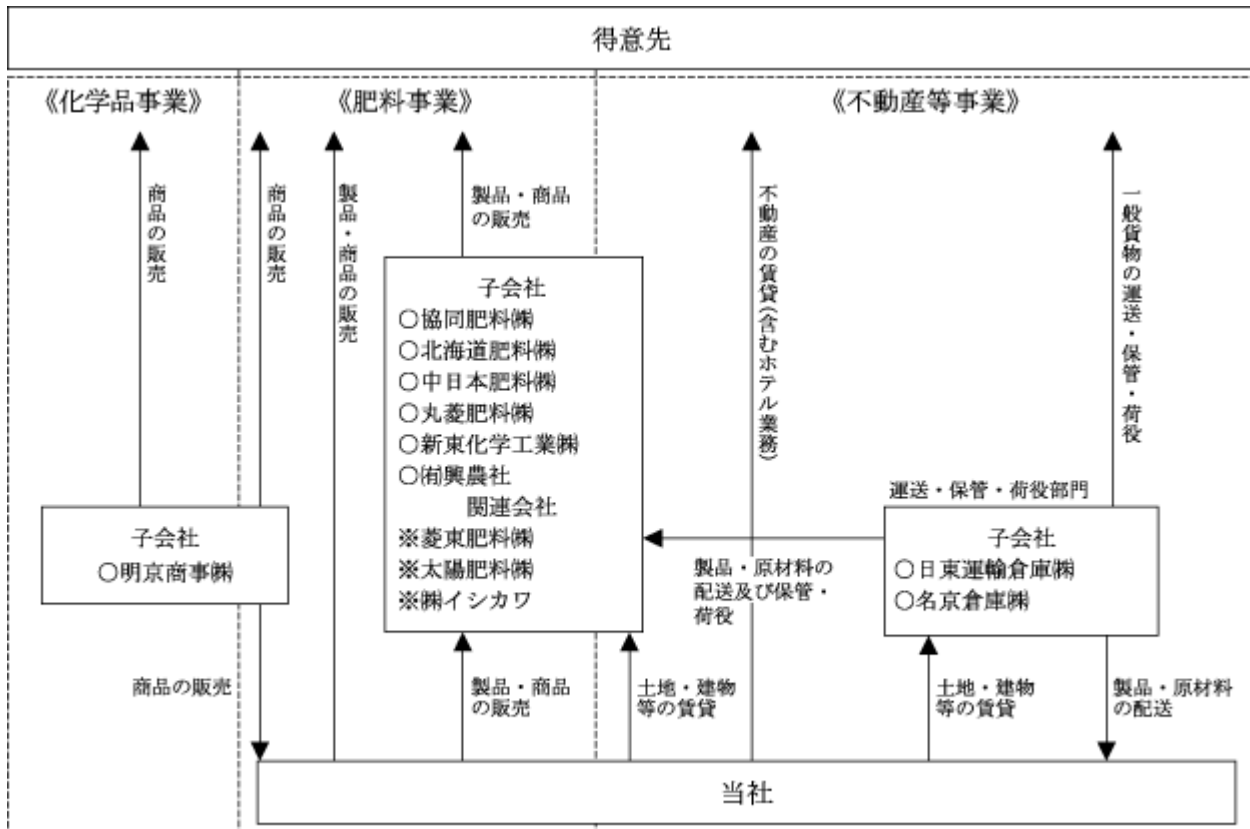 得意先
《化学品事業》
《肥料事業》
《不動産等事業》
商品の販売
商品の販売
製品・商品の販売
製品・商品
の販売
不動産の賃貸(含むホテル業務)
一般貨物の運送・保管・荷役
子会社
○協同肥料㈱
○北海道肥料㈱
○中日本肥料㈱
○丸菱肥料㈱
○新東化学工業㈱
○㈲興農社
関連会社
※菱東肥料㈱
※太陽肥料㈱
※㈱イシカワ
子会社
○明京商事㈱
運送・保管・荷役部門
子会社
○日東運輸倉庫㈱
○名京倉庫㈱
製品・原材料の
配送及び保管・
荷役
商品の販売
製品・商品
の販売
土地・建物
等の賃貸
土地・建物
等の賃貸
製品・原材料
の配送
当社